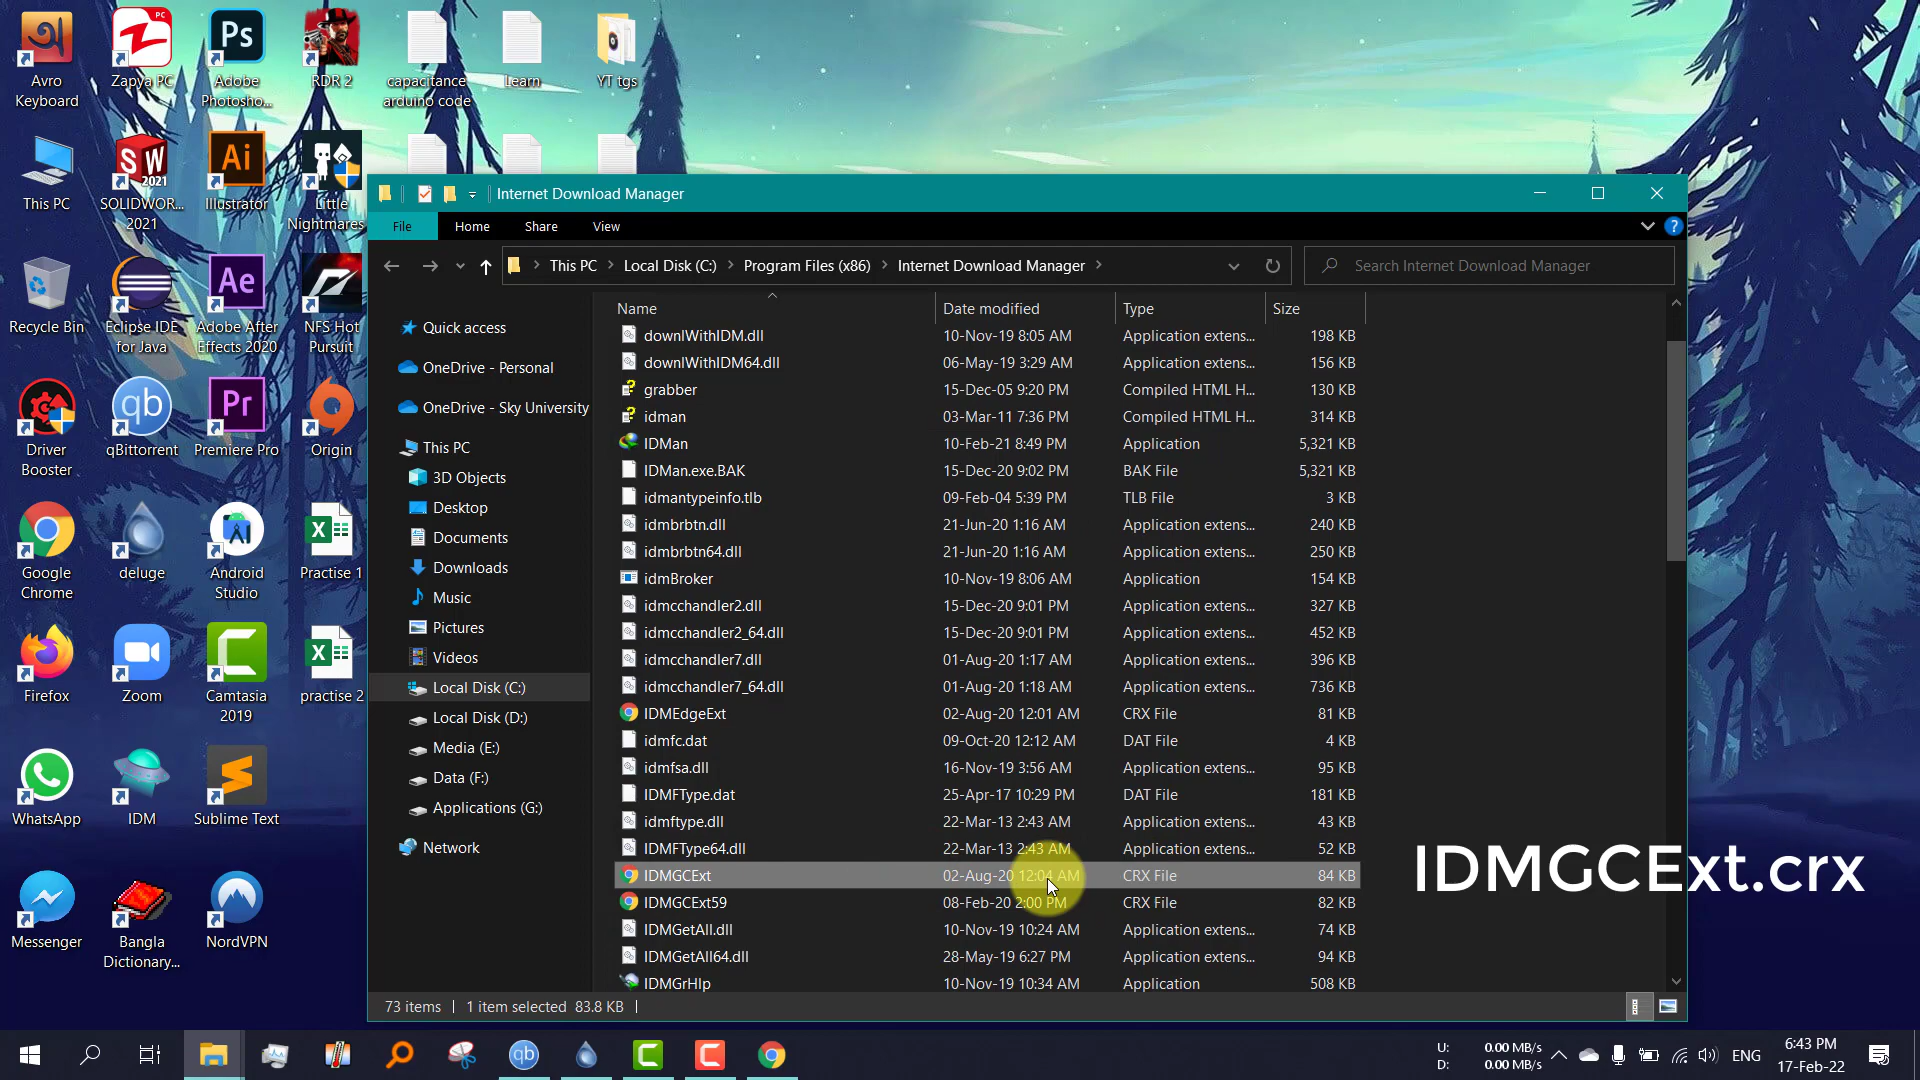 Avro
Keyboard
Zapya PC
Adobe
Photosho...
RDR 2
capacitance
arduino code
Learn
YT tgs
This PC
SOLIDWOR...
2021
Illustrator
Little
Nightmares
Recycle Bin
Eclipse IDE
for Java
Adobe After
Effects 2020
NFS Hot
Pursuit
Driver
Booster
qBittorrent
Premiere Pro
Origin
Google
Chrome
deluge
Android
Studio
Practise 1
Firefox
Zoom
Camtasia
2019
practise 2
WhatsApp
IDM
Sublime Text
Messenger
Bangla
Dictionary...
NordVPN
Internet Download Manager
File Home Share View
This PC Local Disk (C:) Program Files (x86) Internet Download Manager
Search Internet Download Manager
Quick access
OneDrive - Personal
OneDrive - Sky University
This PC
3D Objects
Desktop
Documents
Downloads
Music
Pictures
Videos
Local Disk (C:)
Local Disk (D:)
Media (E:)
Data (F:)
Applications (G:)
Network
Name Date modified Type Size
downlWithIDM.dll 10-Nov-19 8:05 AM Application extens... 198 KB
downlWithIDM64.dll 06-May-19 3:29 AM Application extens... 156 KB
grabber 15-Dec-05 9:20 PM Compiled HTML H... 130 KB
idman 03-Mar-11 7:36 PM Compiled HTML H... 314 KB
IDMan 10-Feb-21 8:49 PM Application 5,321 KB
IDMan.exe.BAK 15-Dec-20 9:02 PM BAK File 5,321 KB
idmantypeinfo.tlb 09-Feb-04 5:39 PM TLB File 3 KB
idmbrbtn.dll 21-Jun-20 1:16 AM Application extens... 240 KB
idmbrbtn64.dll 21-Jun-20 1:16 AM Application extens... 250 KB
idmBroker 10-Nov-19 8:06 AM Application 154 KB
idmcchandler2.dll 15-Dec-20 9:01 PM Application extens... 327 KB
idmcchandler2_64.dll 15-Dec-20 9:01 PM Application extens... 452 KB
idmcchandler7.dll 01-Aug-20 1:17 AM Application extens... 396 KB
idmcchandler7_64.dll 01-Aug-20 1:18 AM Application extens... 736 KB
IDMEdgeExt 02-Aug-20 12:01 AM CRX File 81 KB
idmfc.dat 09-Oct-20 12:12 AM DAT File 4 KB
idmfsa.dll 16-Nov-19 3:56 AM Application extens... 95 KB
IDMFType.dat 25-Apr-17 10:29 PM DAT File 181 KB
idmftype.dll 22-Mar-13 2:43 AM Application extens... 43 KB
IDMFType64.dll 22-Mar-13 2:43 AM Application extens... 52 KB
IDMGCExt 02-Aug-20 12:04 AM CRX File 84 KB
IDMGCExt59 08-Feb-20 2:00 PM CRX File 82 KB
IDMGetAll.dll 10-Nov-19 10:24 AM Application extens... 74 KB
IDMGetAll64.dll 28-May-19 6:27 PM Application extens... 94 KB
IDMGrHlp 10-Nov-19 10:34 AM Application 508 KB
73 items 1 item selected 83.8 KB
IDMGCExt.crx
U: 0.00 MB/s
D: 0.00 MB/s
ENG
6:43 PM
17-Feb-22